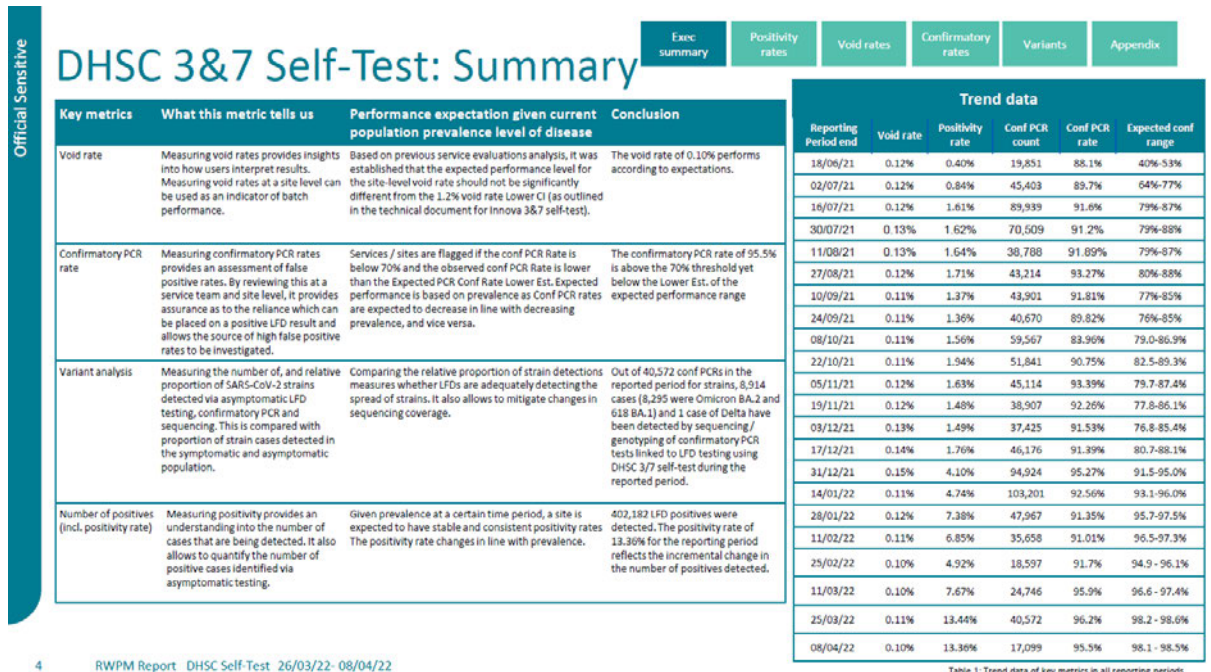 Official Sensitive
DHSC 3&7 Self-Test: Summary
Exec
summary
Positivity
rates
Void rates
Confirmatory
rates
Variants
Appendix
Key metrics
What this metric tells us
Performance expectation given current
population prevalence level of disease
Conclusion
Void rate
Measuring void rates provides insights
into how users interpret results.
Measuring void rates at a site level can
be used as an indicator of batch
performance.
Based on previous service evaluations analysis, it was
established that the expected performance level for
the site-level void rate should not be significantly
different from the 1.2% void rate Lower CI (as outlined
in the technical document for Innova 3&7 self-test).
The void rate of 0.10% performs
according to expectations.
Confirmatory PCR
rate
Measuring confirmatory PCR rates
provides an assessment of false
positive rates. By reviewing this at a
service team and site level, it provides
assurance as to the reliance which can
be placed on a positive LFD result and
allows the source of high false positive
rates to be investigated.
Services / sites are flagged if the conf PCR Rate is
below 70% and the observed conf PCR Rate is lower
than the Expected PCR Conf Rate Lower Est. Expected
performance is based on prevalence as Conf PCR rates
are expected to decrease in line with decreasing
prevalence, and vice versa.
The confirmatory PCR rate of 95.5%
is above the 70% threshold yet
below the Lower Est. of the
expected performance range
Variant analysis
Measuring the number of, and relative
proportion of SARS-CoV-2 strains
detected via asymptomatic LFD
testing, confirmatory PCR and
sequencing. This is compared with
proportion of strain cases detected in
the symptomatic and asymptomatic
population.
Comparing the relative proportion of strain detections
measures whether LFDs are adequately detecting the
spread of strains. It also allows to mitigate changes in
sequencing coverage.
Out of 40,572 conf PCRs in the
reported period for strains, 8,914
cases (8,295 were Omicron BA.2 and
618 BA.1) and 1 case of Delta have
been detected by sequencing/
genotyping of confirmatory PCR
tests linked to LFD testing using
DHSC 3/7 self-test during the
reported period.
Number of positives
(incl. positivity rate)
Measuring positivity provides an
understanding into the number of
cases that are being detected. It also
allows to quantify the number of
positive cases identified via
asymptomatic testing.
Given prevalence at a certain time period, a site is
expected to have stable and consistent positivity rates
The positivity rate changes in line with prevalence.
402,182 LFD positives were
detected. The positivity rate of
13.36% for the reporting period
reflects the incremental change in
the number of positives detected.
Trend data
Reporting
Period end
Void rate
Positivity
rate
Conf PCR
count
Conf PCR
rate
Expected conf
range
18/06/21 0.12% 0.40% 19,851 88.1% 40%-53%
02/07/21 0.12% 0.84% 45,403 89.7% 64%-77%
16/07/21 0.12% 1.61% 89,939 91.6% 79%-87%
30/07/21 0.13% 1.62% 70,509 91.2% 79%-88%
11/08/21 0.13% 1.64% 38,788 91.89% 79%-87%
27/08/21 0.12% 1.71% 43,214 93.27% 80%-88%
10/09/21 0.11% 1.37% 43,901 91.81% 77%-85%
24/09/21 0.11% 1.36% 40,670 89.82% 76%-85%
08/10/21 0.11% 1.56% 59,567 83.96% 79.0-86.9%
22/10/21 0.11% 1.94% 51,841 90.75% 82.5-89.3%
05/11/21 0.12% 1.63% 45,114 93.39% 79.7-87.4%
19/11/21 0.12% 1.48% 38,907 92.26% 77.8-86.1%
03/12/21 0.13% 1.49% 37,425 91.53% 76.8-85.4%
17/12/21 0.14% 1.76% 46,176 91.39% 80.7-88.1%
31/12/21 0.15% 4.10% 94,924 95.27% 91.5-95.0%
14/01/22 0.11% 4.74% 103,201 92.56% 93.1-96.0%
28/01/22 0.12% 7.38% 47,967 91.35% 95.7-97.5%
11/02/22 0.11% 6.85% 35,658 91.01% 96.5-97.3%
25/02/22 0.10% 4.92% 18,597 91.7% 94.9 - 96.1%
11/03/22 0.10% 7.67% 24,746 95.9% 96.6 - 97.4%
25/03/22 0.11% 13.44% 40,572 96.2% 98.2 - 98.6%
08/04/22 0.10% 13.36% 17,099 95.5% 98.1 - 98.5%
Table 1: Trend data of key metrics in all reporting periods
4 RWPM Report DHSC Self-Test 26/03/22- 08/04/22